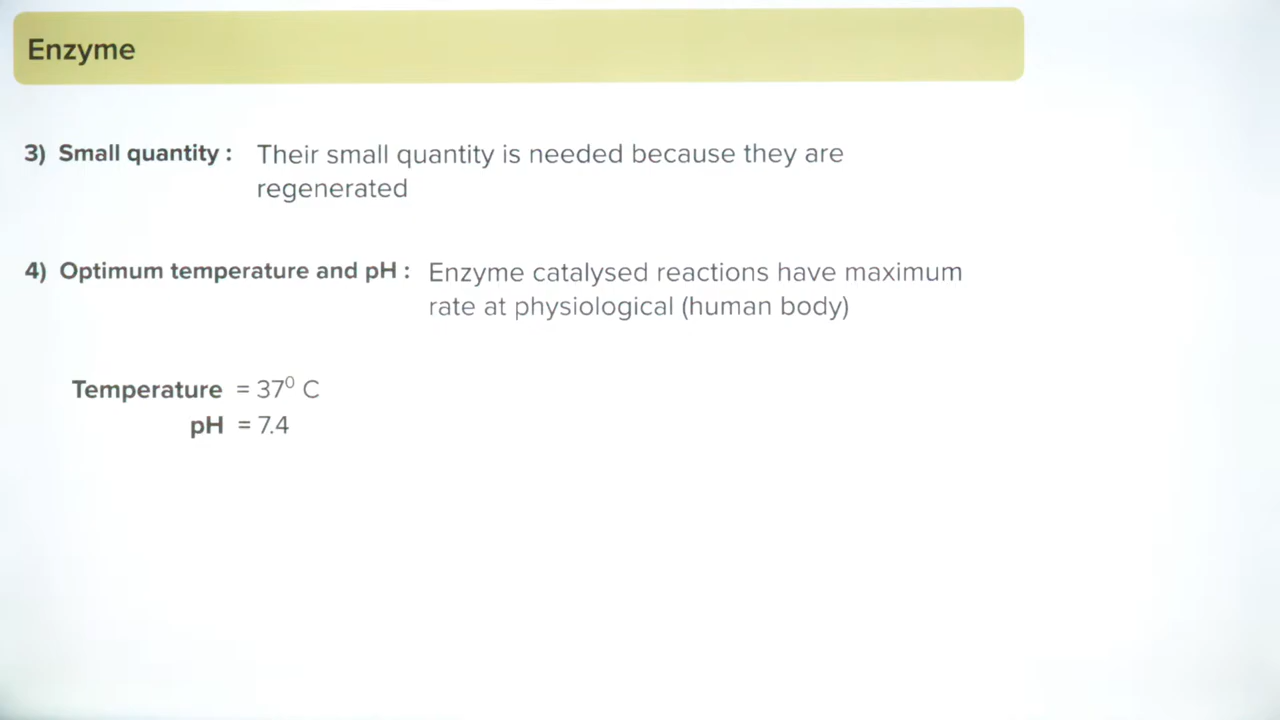 Enzyme
3) Small quantity : Their small quantity is needed because they are
regenerated
4) Optimum temperature and pH : Enzyme catalysed reactions have maximum
rate at physiological (human body)
Temperature = 37⁰ C
pH = 7.4